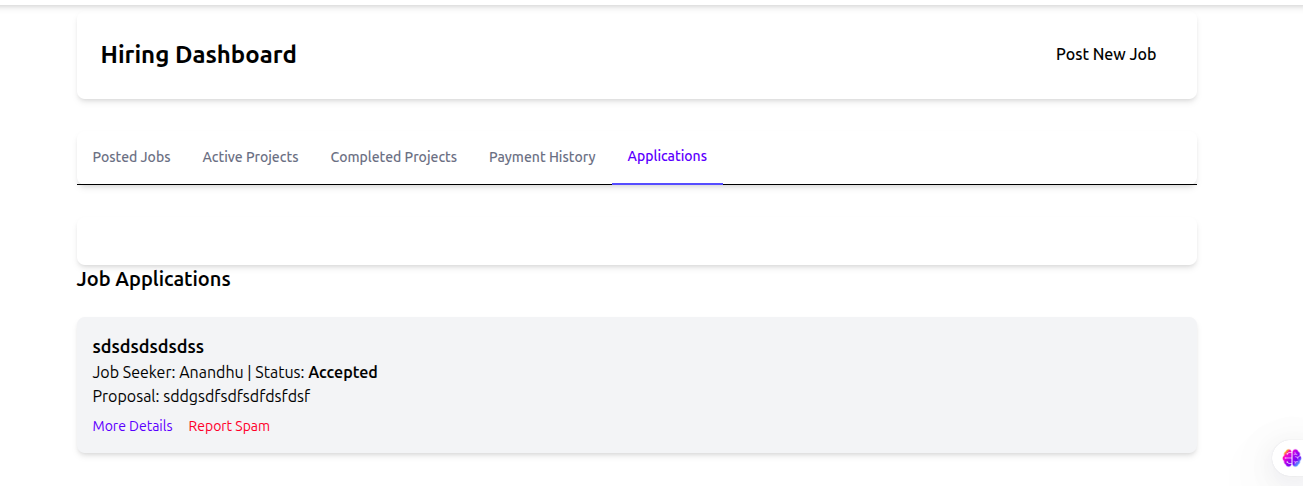 Hiring Dashboard
Post New Job
Posted Jobs
Active Projects
Completed Projects
Payment History
Applications
Job Applications
sdsdsdsdsdss
Job Seeker: Anandhu | Status: Accepted
Proposal: sddgsdfsdfsdfdsfdsf
More Details
Report Spam